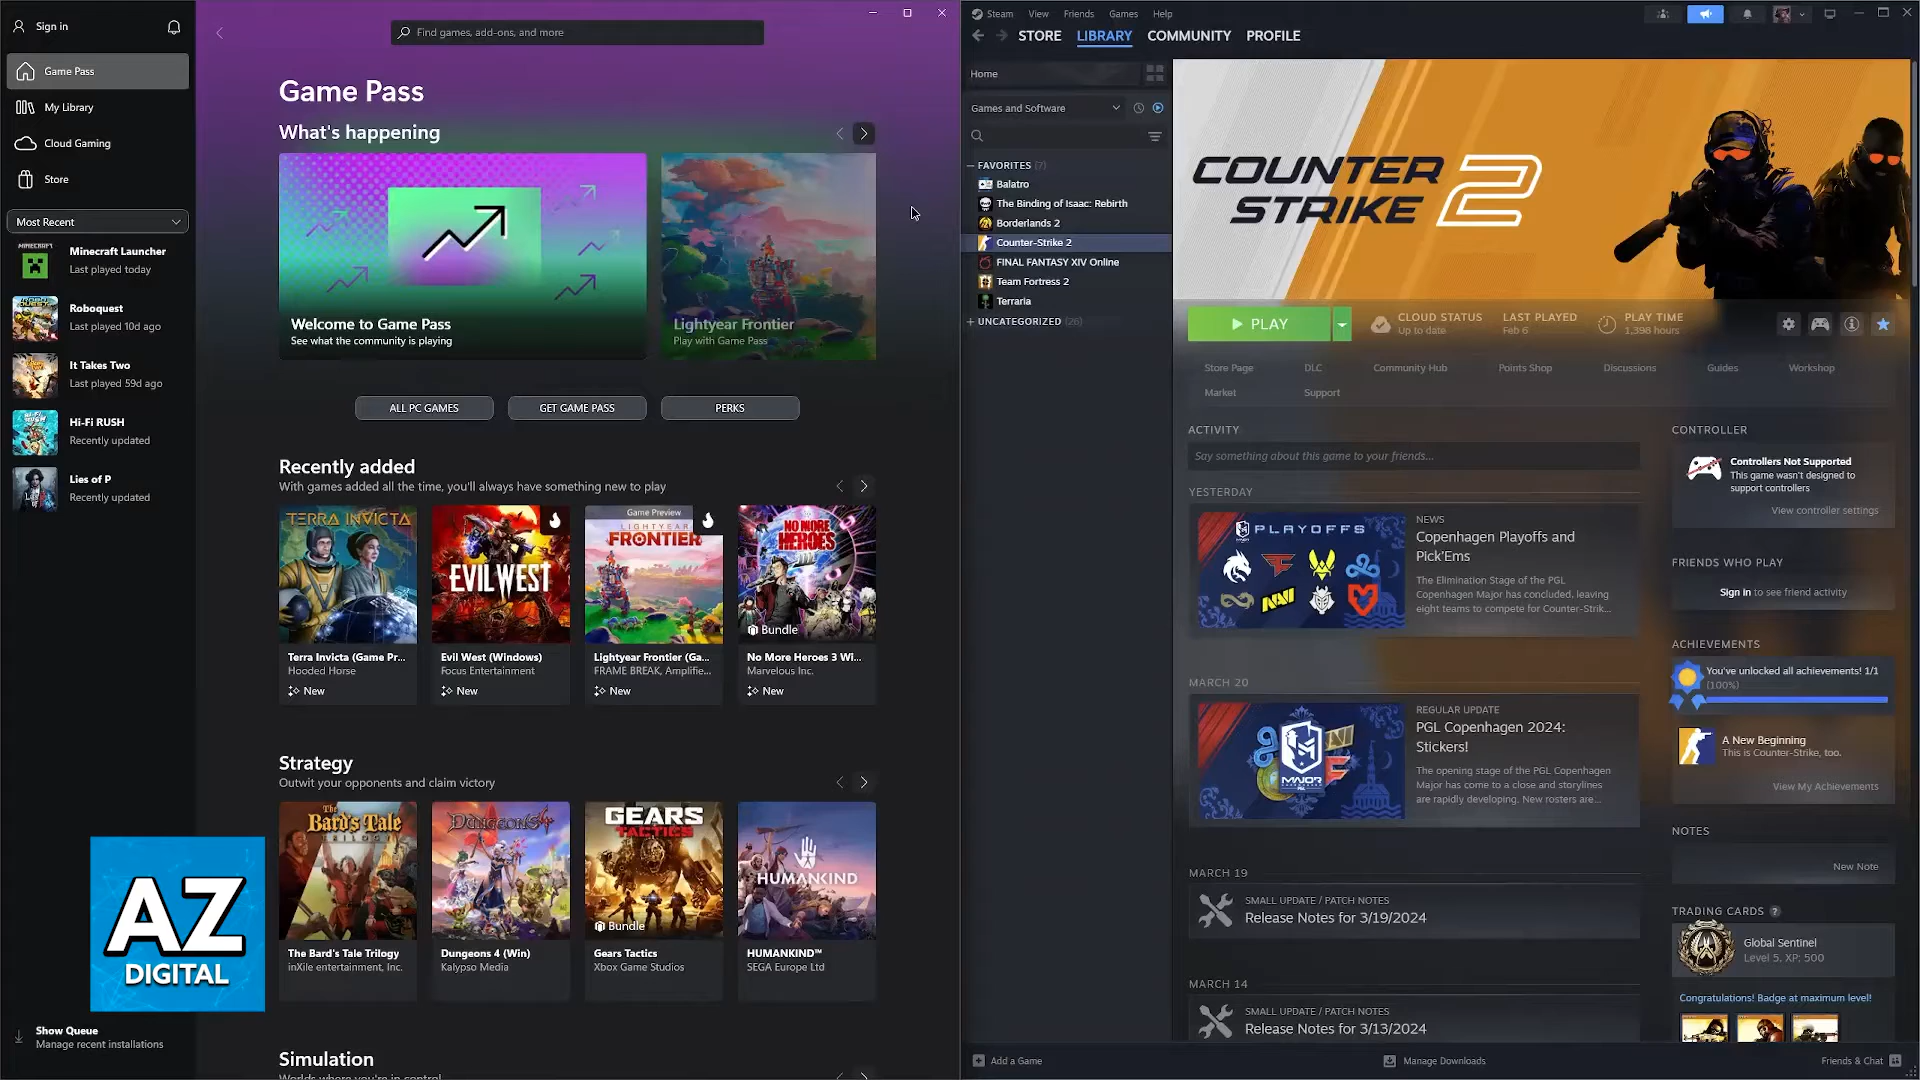 Sign in
Game Pass
My Library
Cloud Gaming
Store
Most Recent
MINECRAFT
Minecraft Launcher
Last played today
Roboquest
Last played 10d ago
It Takes Two
Last played 59d ago
Hi-Fi RUSH
Recently updated
Lies of P
Recently updated
AZ
DIGITAL
Show Queue
Manage recent installations
Find games, add-ons, and more
Game Pass
What's happening
Welcome to Game Pass
See what the community is playing
Lightyear Frontier
Play with Game Pass
ALL PC GAMES
GET GAME PASS
PERKS
Recently added
With games added all the time, you'll always have something new to play
TERRA INVICTA
EVIL WEST
Game Preview
LIGHTYEAR
FRONTIER
NO MORE
HEROES
Bundle
Terra Invicta (Game Pr...
Hooded Horse
New
Evil West (Windows)
Focus Entertainment
New
Lightyear Frontier (Ga...
FRAME BREAK, Amplifie...
New
No More Heroes 3 Wi...
Marvelous Inc.
New
Strategy
Outwit your opponents and claim victory
The
Bard's Tale
TRILOGY
DUNGEONS 4
GEARS
TACTICS
Bundle
HUMANKIND
The Bard's Tale Trilogy
inXile entertainment, Inc.
Dungeons 4 (Win)
Kalypso Media
Gears Tactics
Xbox Game Studios
HUMANKIND™
SEGA Europe Ltd
Simulation
Worlds where you're in control
Steam
View
Friends
Games
Help
STORE
LIBRARY
COMMUNITY
PROFILE
Home
Games and Software
FAVORITES (7)
Balatro
The Binding of Isaac: Rebirth
Borderlands 2
Counter-Strike 2
FINAL FANTASY XIV Online
Team Fortress 2
Terraria
UNCATEGORIZED (26)
COUNTER
STRIKE 2
PLAY
CLOUD STATUS
Up to date
LAST PLAYED
Feb 6
PLAY TIME
1,398 hours
Store Page
DLC
Community Hub
Points Shop
Discussions
Guides
Workshop
Market
Support
ACTIVITY
Say something about this game to your friends...
YESTERDAY
PLAYOFFS
NAVI
NEWS
Copenhagen Playoffs and
Pick'Ems
The Elimination Stage of the PGL
Copenhagen Major has concluded, leaving
eight teams to compete for Counter-Strik...
MARCH 20
MAJOR
REGULAR UPDATE
PGL Copenhagen 2024:
Stickers!
The opening stage of the PGL Copenhagen
Major has come to a close and storylines
are rapidly developing. New rosters are...
MARCH 19
SMALL UPDATE / PATCH NOTES
Release Notes for 3/19/2024
MARCH 14
SMALL UPDATE / PATCH NOTES
Release Notes for 3/13/2024
CONTROLLER
Controllers Not Supported
This game wasn't designed to
support controllers
View controller settings
FRIENDS WHO PLAY
Sign in to see friend activity
ACHIEVEMENTS
You've unlocked all achievements! 1/1
(100%)
A New Beginning
This is Counter-Strike, too.
View My Achievements
NOTES
New Note
TRADING CARDS ?
Global Sentinel
Level 5, XP: 500
Congratulations! Badge at maximum level!
Add a Game
Manage Downloads
Friends & Chat